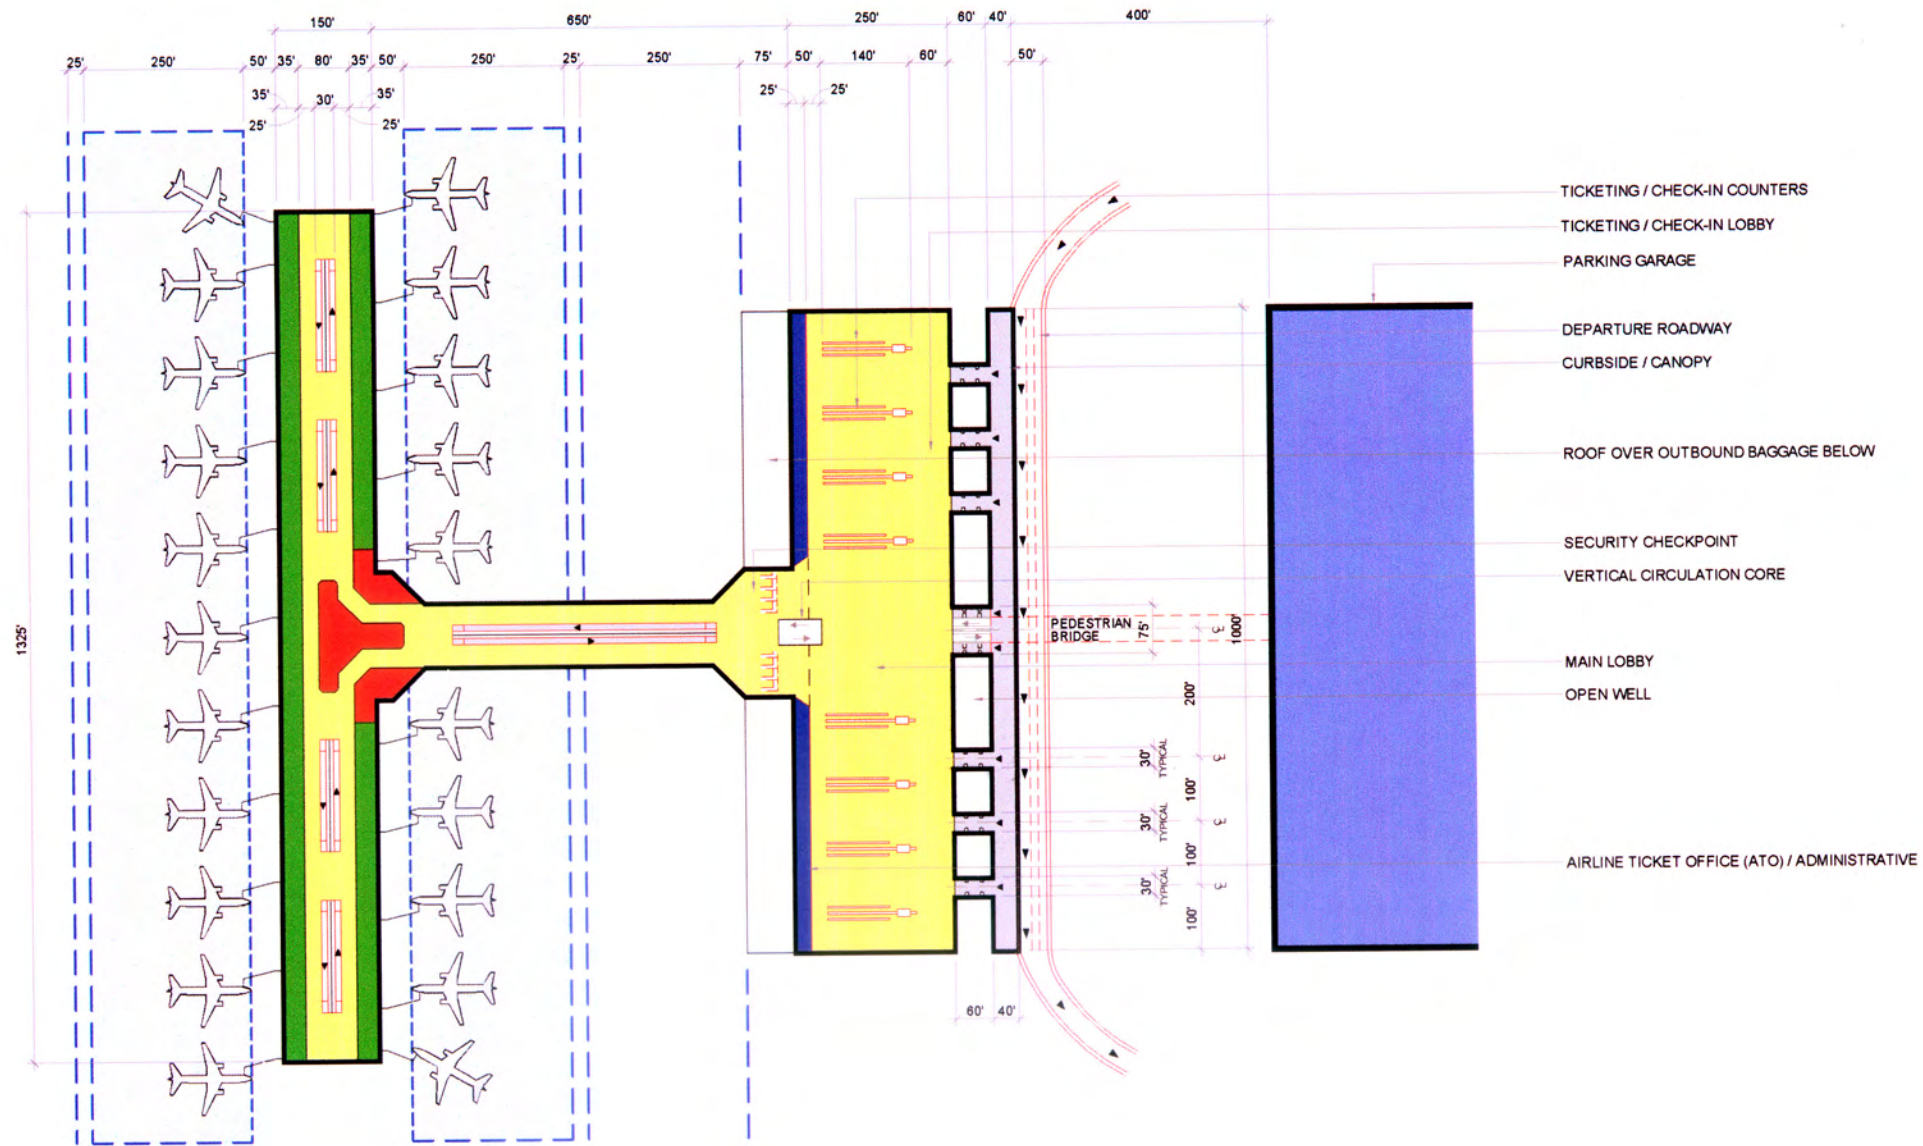 150'
650'
250'
60'
40'
400'
25'
250'
50'
35'
80'
35'
50'
250'
25'
250'
75'
50'
140'
60'
50'
35'
30'
35'
25'
25'
25'
25'
TICKETING / CHECK-IN COUNTERS
TICKETING / CHECK-IN LOBBY
PARKING GARAGE
DEPARTURE ROADWAY
CURBSIDE / CANOPY
ROOF OVER OUTBOUND BAGGAGE BELOW
SECURITY CHECKPOINT
VERTICAL CIRCULATION CORE
1325'
PEDESTRIAN
BRIDGE
75'
1000'
MAIN LOBBY
OPEN WELL
200'
30'
TYPICAL
100'
30'
TYPICAL
100'
AIRLINE TICKET OFFICE (ATO) / ADMINISTRATIVE
30'
TYPICAL
100'
60'
40'